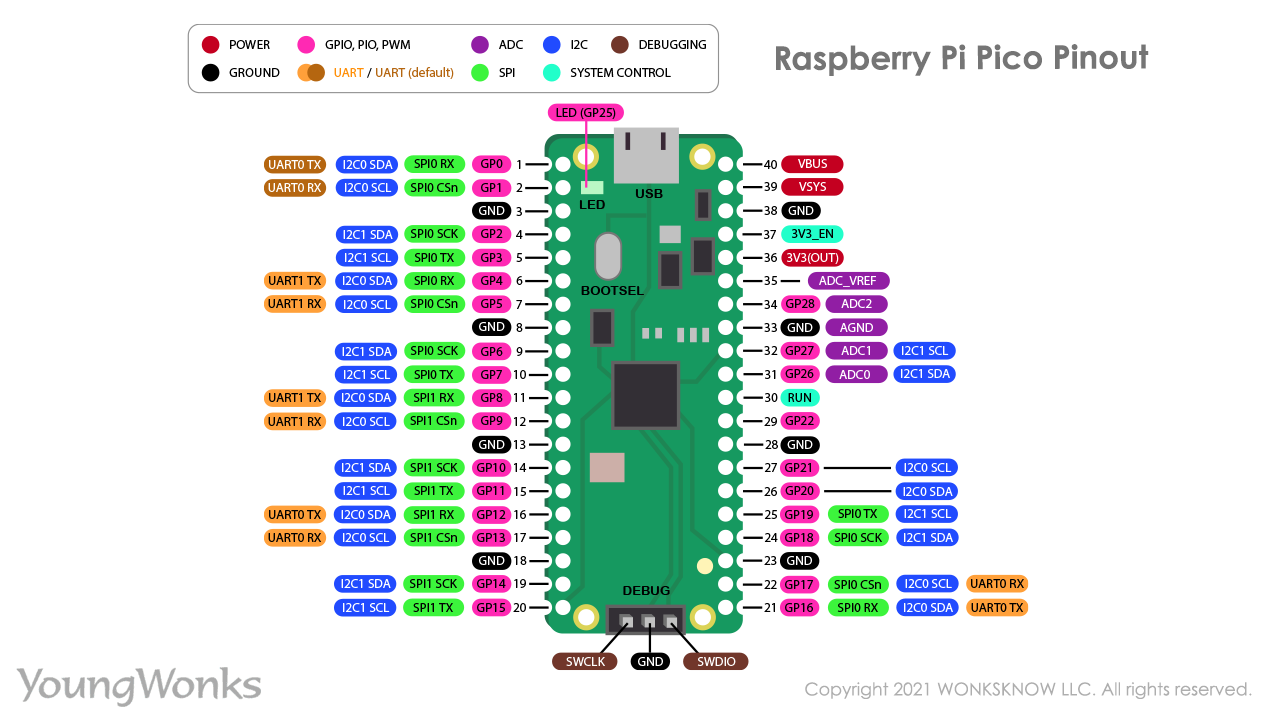 POWER GPIO, PIO, PWM ADC I2C DEBUGGING
GROUND UART / UART (default) SPI SYSTEM CONTROL
Raspberry Pi Pico Pinout
LED (GP25)
UART0 TX I2C0 SDA SPI0 RX GP0 1
UART0 RX I2C0 SCL SPI0 CSn GP1 2
GND 3
I2C1 SDA SPI0 SCK GP2 4
I2C1 SCL SPI0 TX GP3 5
UART1 TX I2C0 SDA SPI0 RX GP4 6
UART1 RX I2C0 SCL SPI0 CSn GP5 7
GND 8
I2C1 SDA SPI0 SCK GP6 9
I2C1 SCL SPI0 TX GP7 10
UART1 TX I2C0 SDA SPI1 RX GP8 11
UART1 RX I2C0 SCL SPI1 CSn GP9 12
GND 13
I2C1 SDA SPI1 SCK GP10 14
I2C1 SCL SPI1 TX GP11 15
UART0 TX I2C0 SDA SPI1 RX GP12 16
UART0 RX I2C0 SCL SPI1 CSn GP13 17
GND 18
I2C1 SDA SPI1 SCK GP14 19
I2C1 SCL SPI1 TX GP15 20
USB
LED
BOOTSEL
DEBUG
40 VBUS
39 VSYS
38 GND
37 3V3_EN
36 3V3(OUT)
35 ADC_VREF
34 GP28 ADC2
33 GND AGND
32 GP27 ADC1 I2C1 SCL
31 GP26 ADC0 I2C1 SDA
30 RUN
29 GP22
28 GND
27 GP21 I2C0 SCL
26 GP20 I2C0 SDA
25 GP19 SPI0 TX I2C1 SCL
24 GP18 SPI0 SCK I2C1 SDA
23 GND
22 GP17 SPI0 CSn I2C0 SCL UART0 RX
21 GP16 SPI0 RX I2C0 SDA UART0 TX
SWCLK GND SWDIO
YoungWonks
Copyright 2021 WONKSKNOW LLC. All rights reserved.